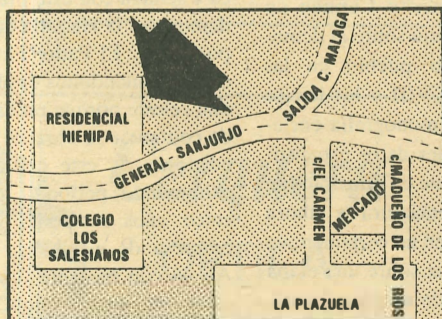 RESIDENCIAL
HIENIPA
GENERAL-SANJURJO
SALIDA C. MALAGA
COLEGIO
LOS
SALESIANOS
c/EL CARMEN
MERCADO
c/MADUEÑO DE LOS RIOS
LA PLAZUELA